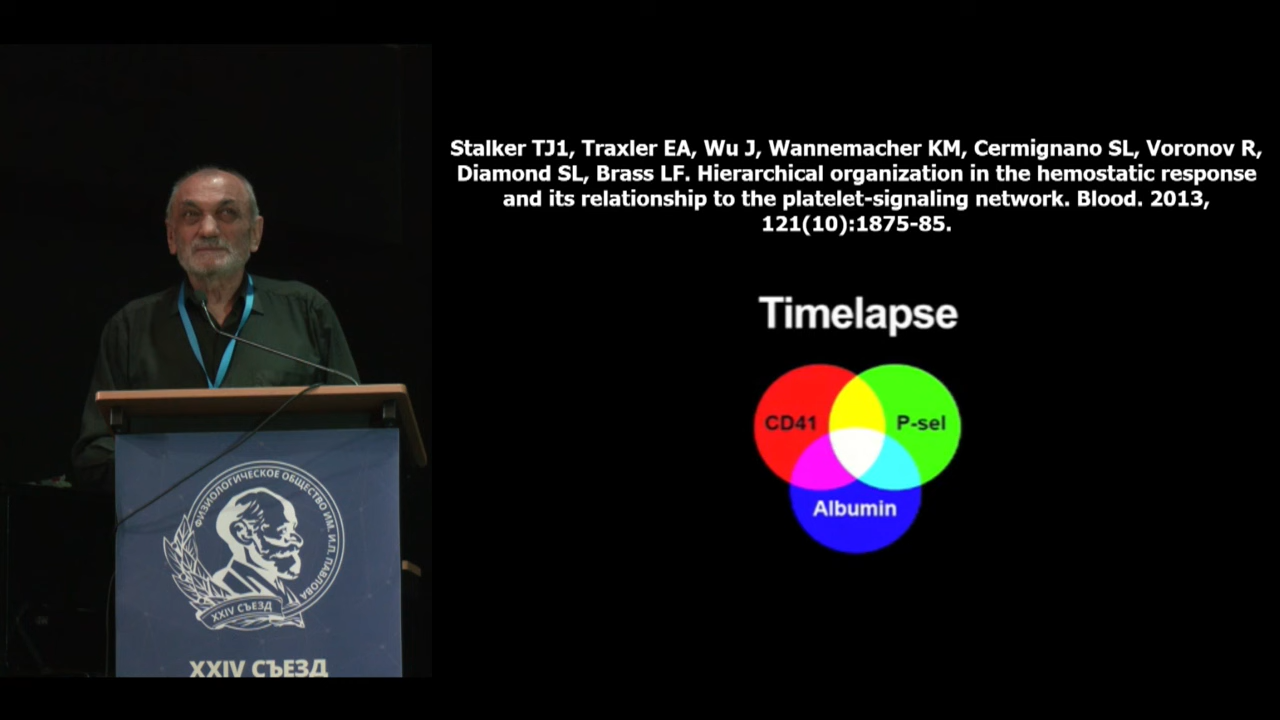 Stalker TJ1, Traxler EA, Wu J, Wannemacher KM, Cermignano SL, Voronov R,
Diamond SL, Brass LF. Hierarchical organization in the hemostatic response
and its relationship to the platelet-signaling network. Blood. 2013,
121(10):1875-85.
Timelapse
CD41
P-sel
Albumin
ФИЗИОЛОГИЧЕСКОЕ ОБЩЕСТВО ИМ. И.П. ПАВЛОВА
XXIV СЪЕЗД
XXIV СЪЕЗД